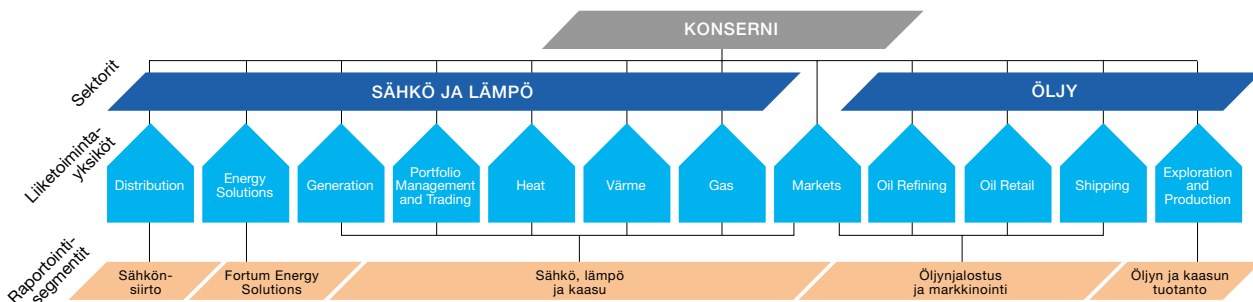 KONSERNI
Sektorit
SÄHKÖ JA LÄMPÖ
ÖLJY
Liiketoiminta-
yksiköt
Distribution
Energy
Solutions
Generation
Portfolio
Management
and Trading
Heat
Värme
Gas
Markets
Oil Refining
Oil Retail
Shipping
Exploration
and
Production
Raportointi-
segmentit
Sähkön-
siirto
Fortum Energy
Solutions
Sähkö, lämpö
ja kaasu
Öljynjalostus
ja markkinointi
Öljyn ja kaasun
tuotanto